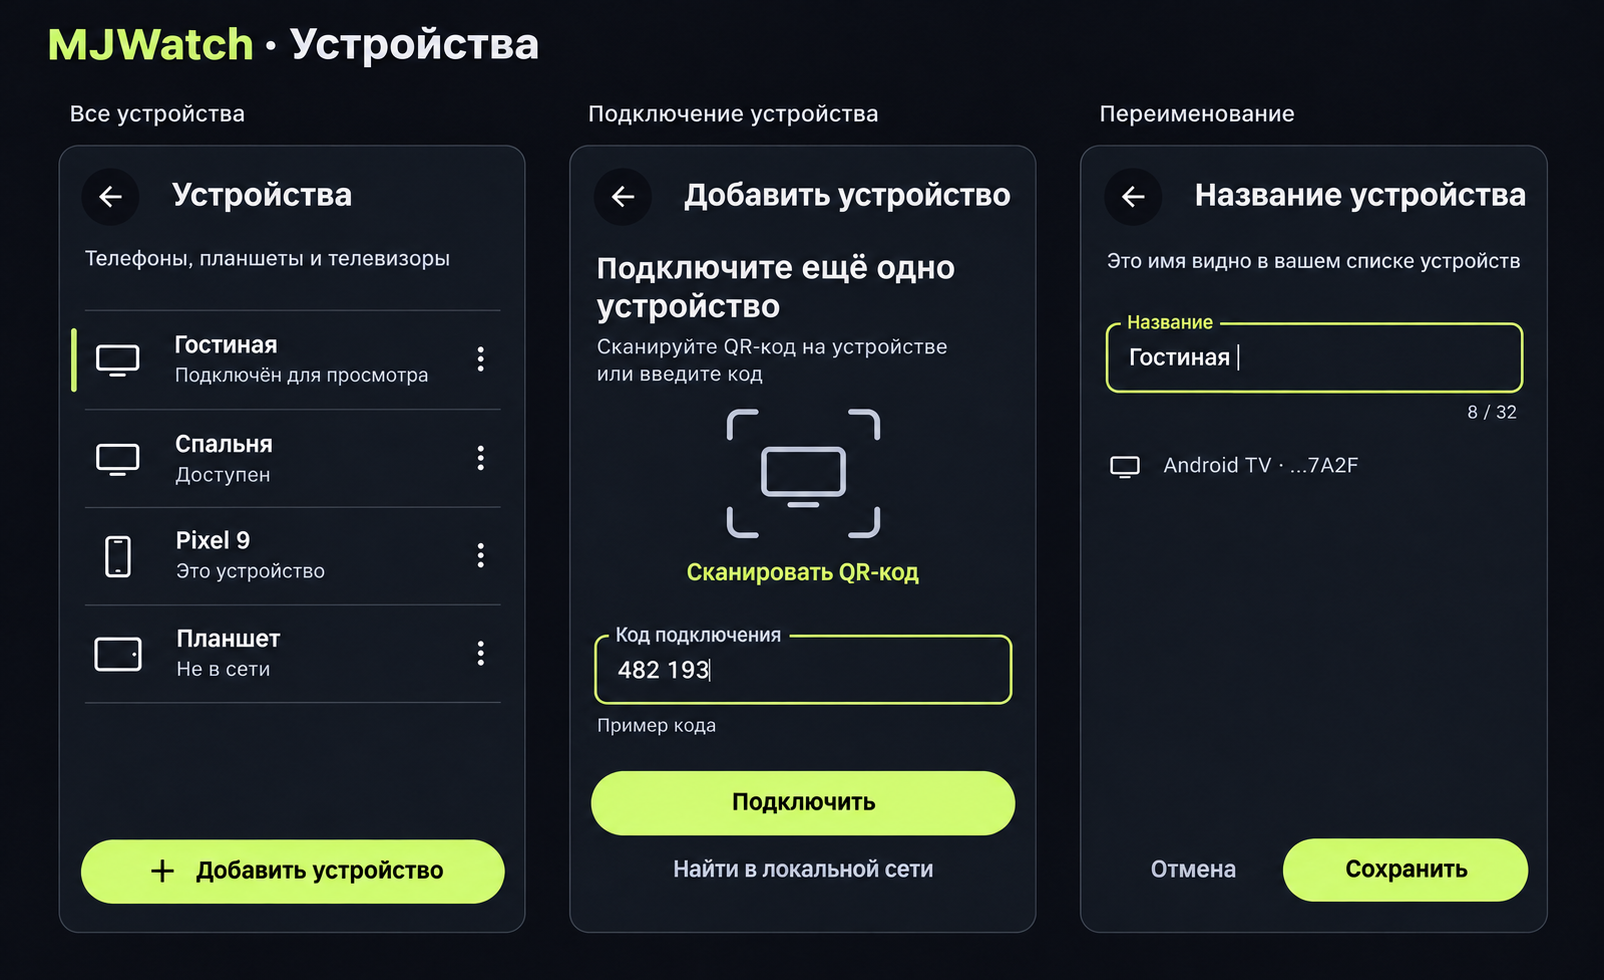 MJWatch · Устройства
Все устройства
Устройства
Телефоны, планшеты и телевизоры
Гостиная
Подключён для просмотра
Спальня
Доступен
Pixel 9
Это устройство
Планшет
Не в сети
+ Добавить устройство
Подключение устройства
Добавить устройство
Подключите ещё одно
устройство
Сканируйте QR-код на устройстве
или введите код
Сканировать QR-код
Код подключения
482 193
Пример кода
Подключить
Найти в локальной сети
Переименование
Название устройства
Это имя видно в вашем списке устройств
Название
Гостиная
8 / 32
Android TV · ...7A2F
Отмена
Сохранить